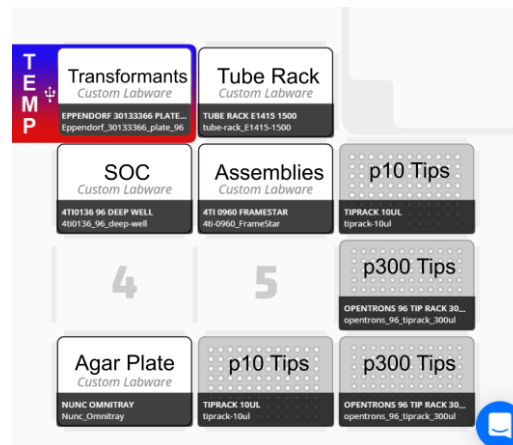 TEMP
Transformants
Custom Labware
EPPENDORF 30133366 PLATE...
Eppendorf_30133366_plate_96
Tube Rack
Custom Labware
TUBE RACK E1415 1500
tube-rack_E1415-1500
SOC
Custom Labware
4TI0136 96 DEEP WELL
4ti0136_96_deep-well
Assemblies
Custom Labware
4TI 0960 FRAMESTAR
4ti-0960_FrameStar
p10 Tips
TIPRACK 10UL
tiprack-10ul
4
5
p300 Tips
OPENTRONS 96 TIP RACK 30...
opentrons_96_tiprack_300ul
Agar Plate
Custom Labware
NUNC OMNITRAY
Nunc_Omnitray
p10 Tips
TIPRACK 10UL
tiprack-10ul
p300 Tips
OPENTRONS 96 TIP RACK 30...
opentrons_96_tiprack_300ul